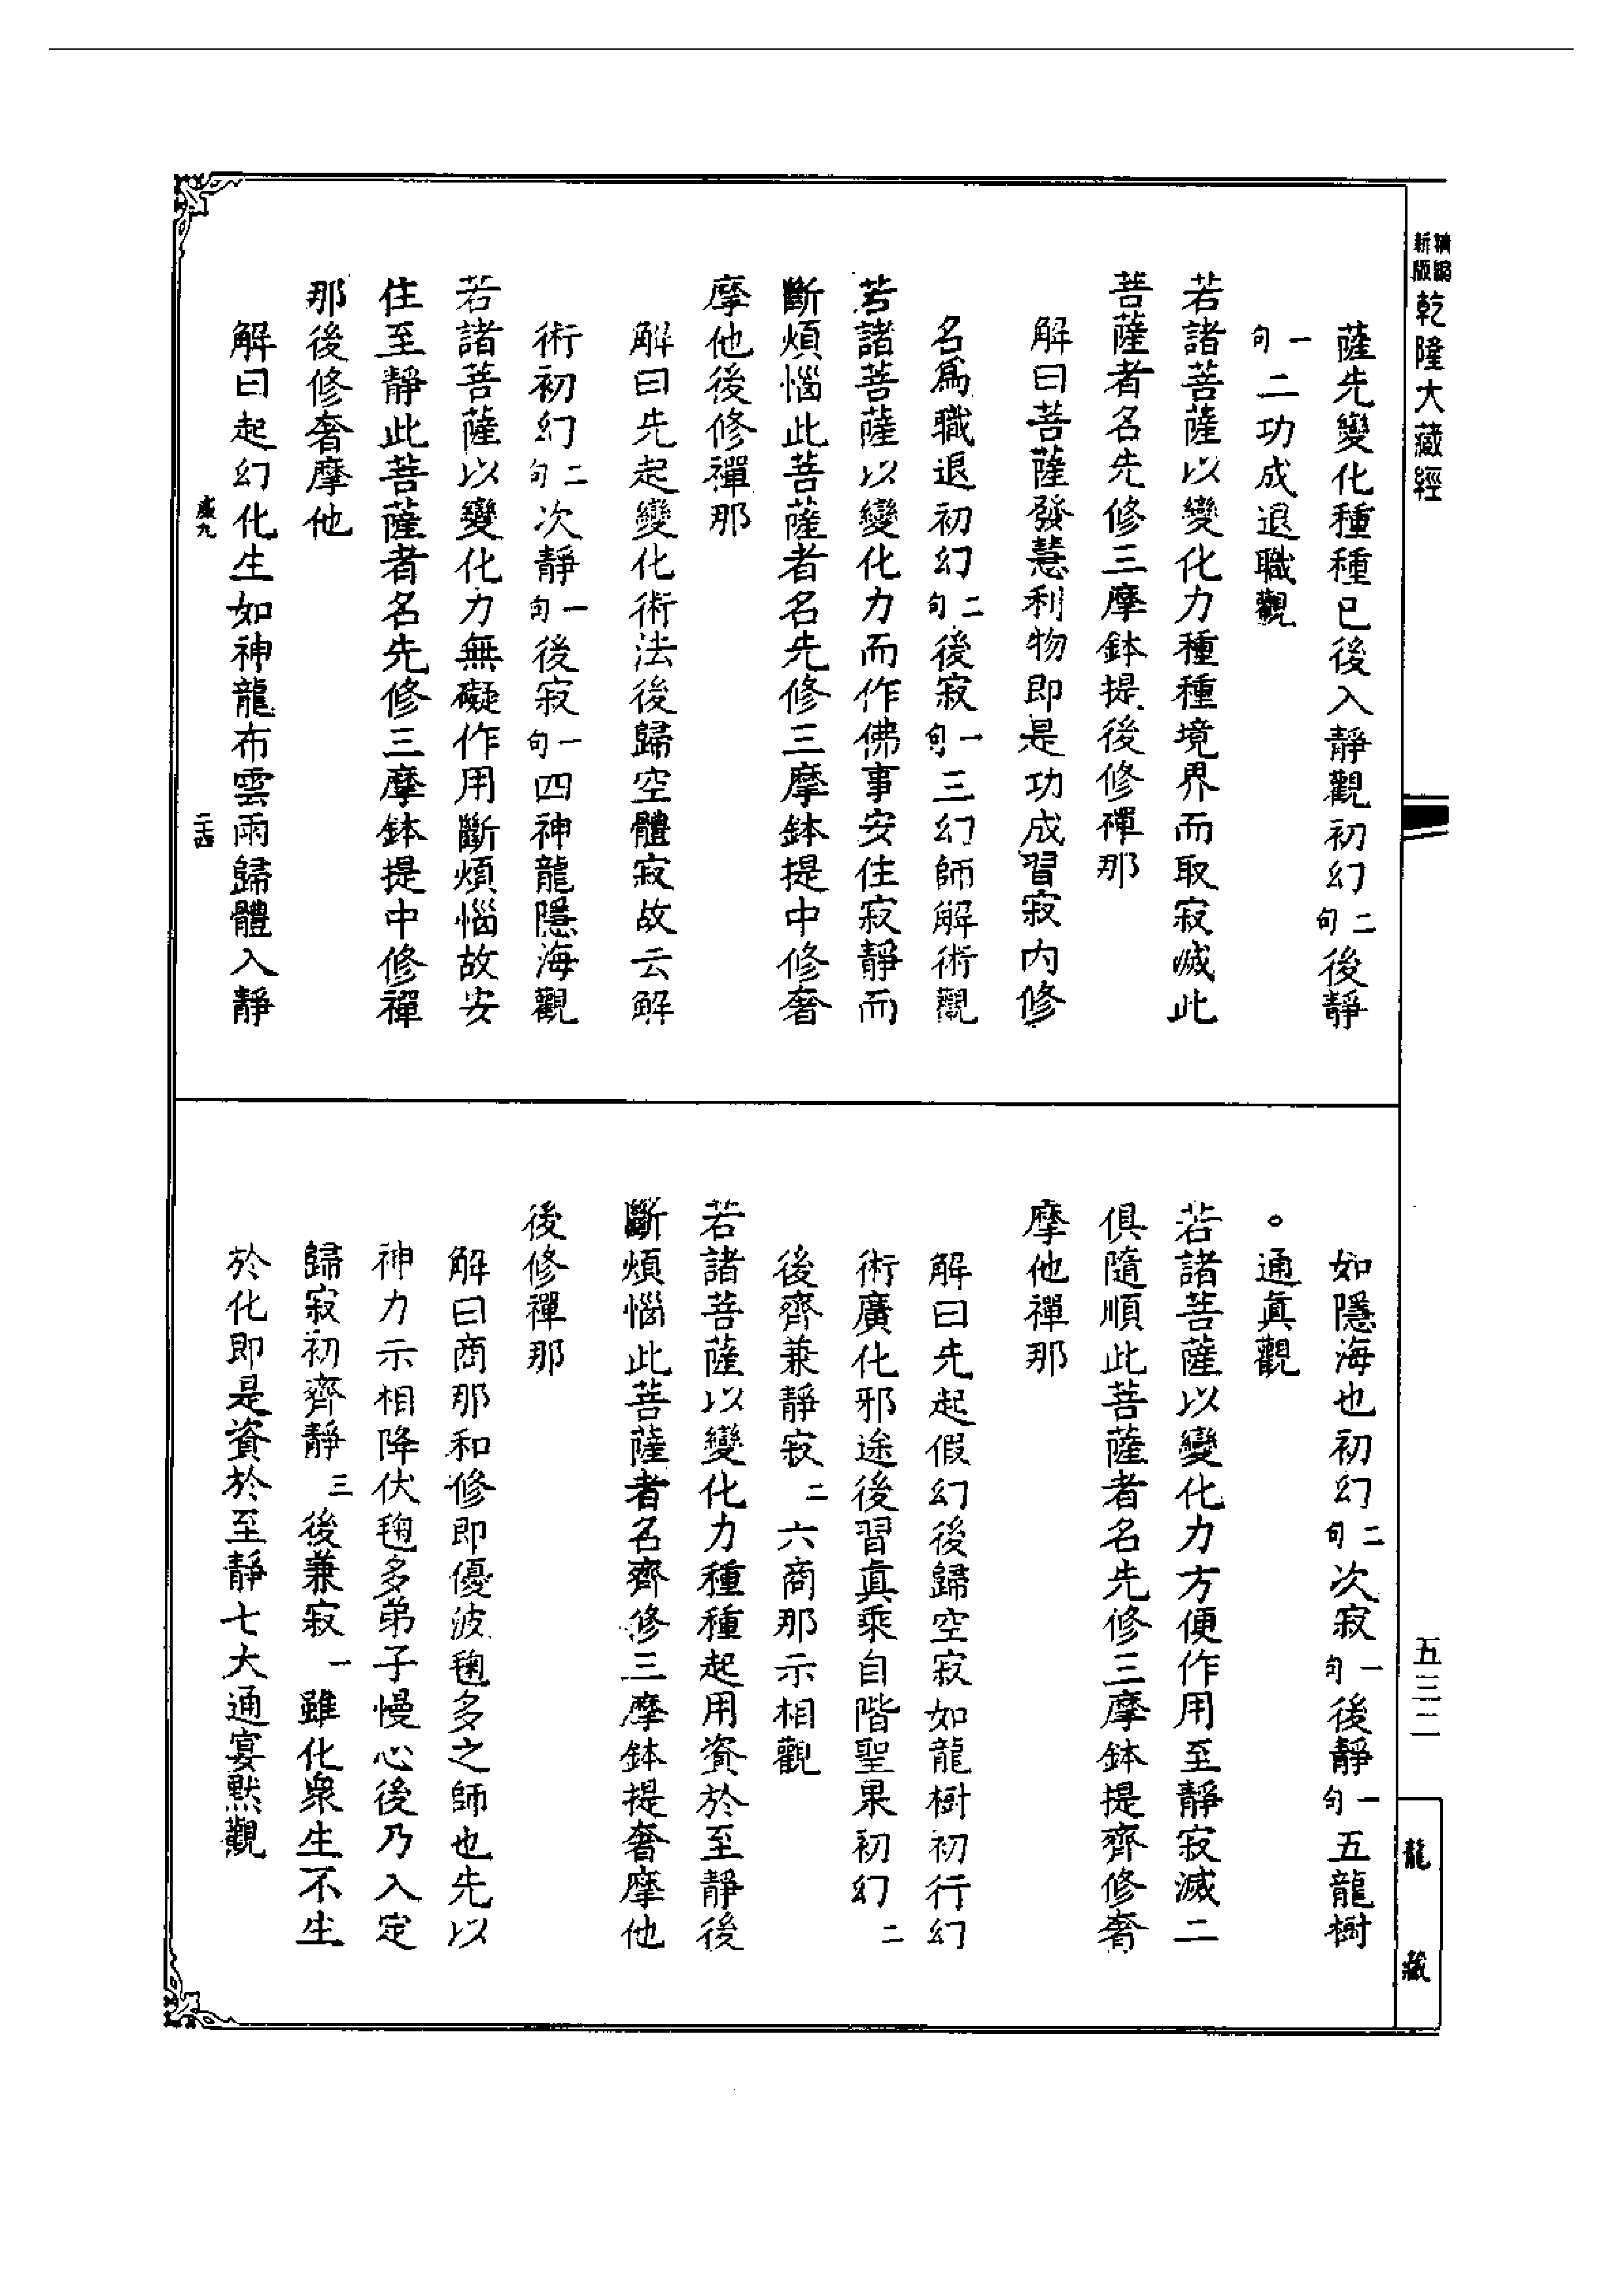 精編
新版
乾隆大藏經
薩先變化種種已後入靜觀初幻二句後靜
一句二功成退職觀
若諸菩薩以變化力種種境界而取寂滅此
菩薩者名先修三摩鉢提後修禪那
解曰菩薩發慧利物即是功成習寂內修
名爲職退初幻二句後寂一句三幻師解術觀
若諸菩薩以變化力而作佛事安住寂靜而
斷煩惱此菩薩者名先修三摩鉢提中修奢
摩他後修禪那
解曰先起變化術法後歸空體寂故云解
術初幻二句次靜一句後寂一句四神龍隱海觀
若諸菩薩以變化力無礙作用斷煩惱故安
住至靜此菩薩者名先修三摩鉢提中修禪
那後修奢摩他
解曰起幻化生如神龍布雲雨歸體入靜
二十四
如隱海也初幻二句次寂一句後靜一句五龍樹
。通眞觀
若諸菩薩以變化力方便作用至靜寂滅二
俱隨順此菩薩者名先修三摩鉢提齊修奢
摩他禪那
解曰先起假幻後歸空寂如龍樹初行幻
術廣化邪途後習眞乘自階聖果初幻二
後齊兼靜寂二六商那示相觀
若諸菩薩以變化力種種起用資於至靜後
斷煩惱此菩薩者名齊修三摩鉢提奢摩他
後修禪那
解曰商那和修即優波毱多之師也先以
神力示相降伏毱多弟子慢心後乃入定
歸寂初齊靜三後兼寂一雖化衆生不生
於化即是資於至靜七大通宴默觀
五三二
龍藏